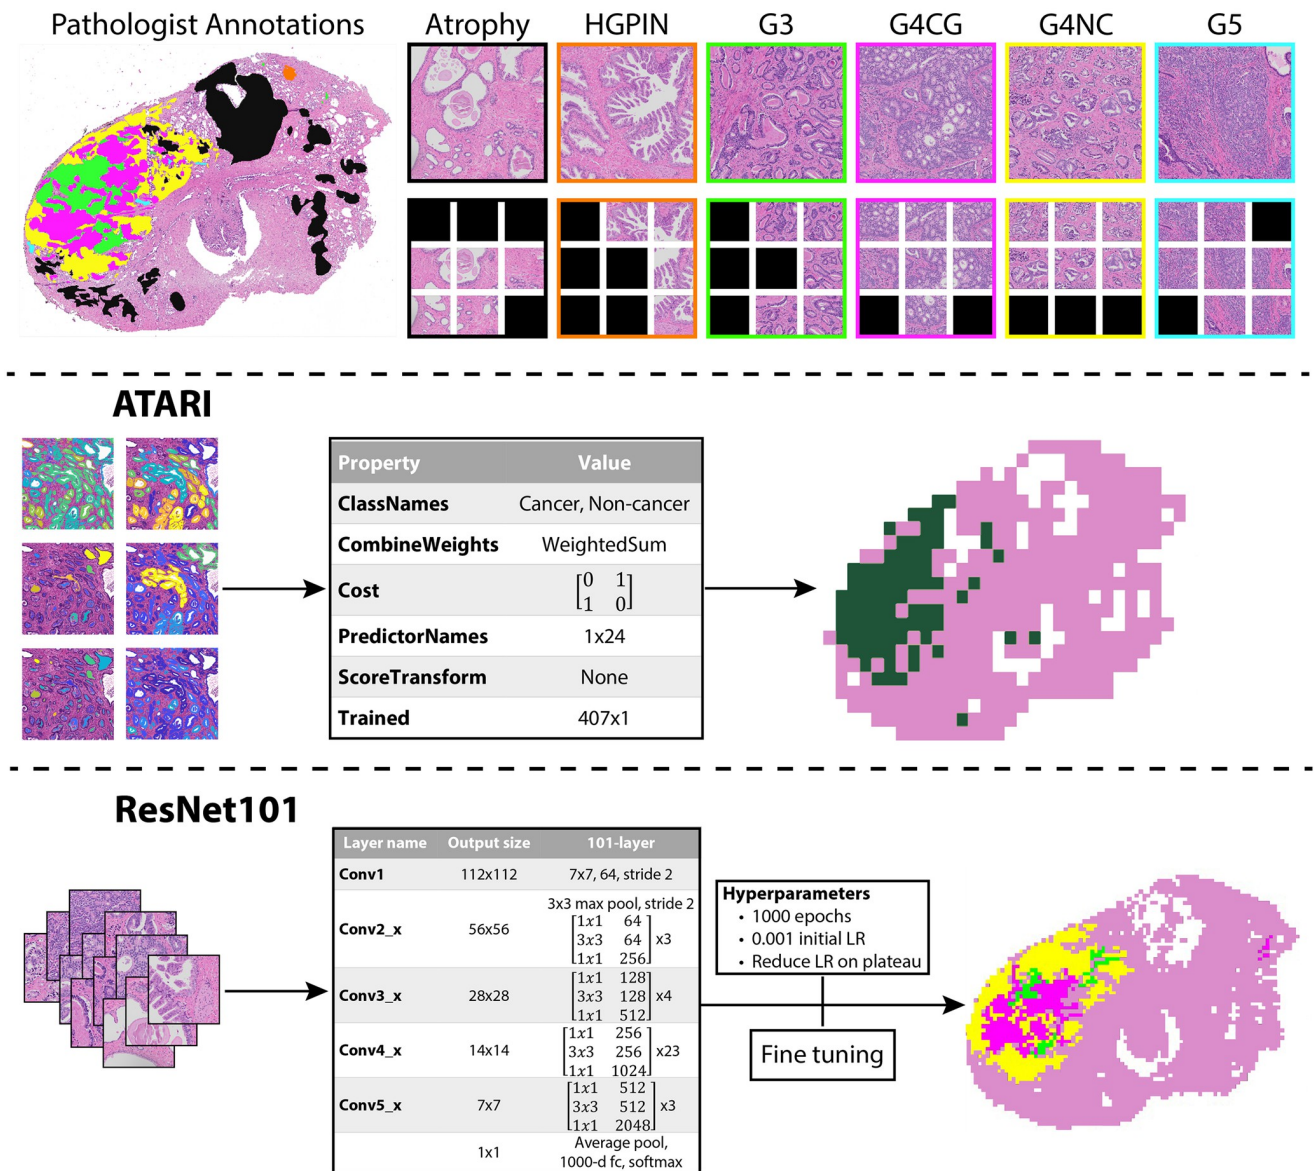 Pathologist Annotations
Atrophy HGPIN G3 G4CG G4NC G5
ATARI
Property Value
ClassNames Cancer, Non-cancer
CombineWeights WeightedSum
Cost [0 1
1 0]
PredictorNames 1x24
ScoreTransform None
Trained 407x1
ResNet101
Layer name Output size 101-layer
Conv1 112x112 7x7, 64, stride 2
3x3 max pool, stride 2
Conv2_x 56x56 [1x1 64
3x3 64
1x1 256] x3
Conv3_x 28x28 [1x1 128
3x3 128
1x1 512] x4
Conv4_x 14x14 [1x1 256
3x3 256
1x1 1024] x23
Conv5_x 7x7 [1x1 512
3x3 512
1x1 2048] x3
1x1 Average pool,
1000-d fc, softmax
Hyperparameters
• 1000 epochs
• 0.001 initial LR
• Reduce LR on plateau
Fine tuning